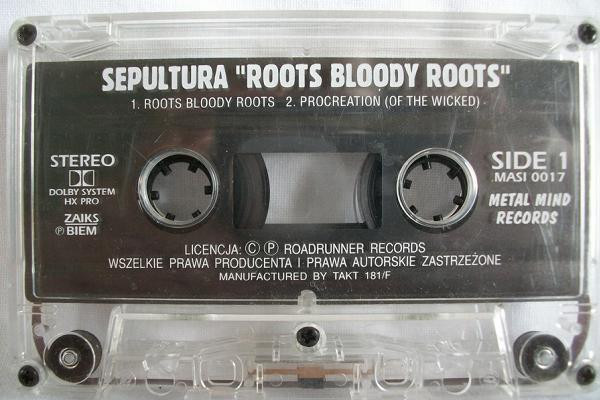 SEPULTURA "ROOTS BLOODY ROOTS"
1. ROOTS BLOODY ROOTS 2. PROCREATION (OF THE WICKED)
STEREO
DOLBY SYSTEM
HX PRO
ZAIKS
℗ BIEM
SIDE 1
MASI 0017
METAL MIND
RECORDS
LICENCJA: © ℗ ROADRUNNER RECORDS
WSZELKIE PRAWA PRODUCENTA I PRAWA AUTORSKIE ZASTRZEŻONE
MANUFACTURED BY TAKT 181/F